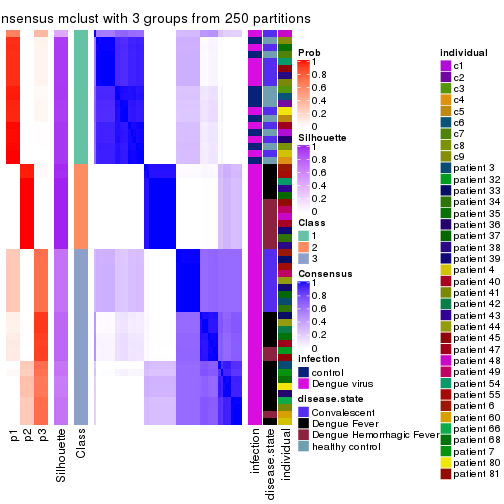 nsensus mclust with 3 groups from 250 partitions
Prob
1
0.8
0.6
0.4
0.2
0
Silhouette
1
0.8
0.6
0.4
0.2
0
Class
1
2
3
Consensus
1
0.8
0.6
0.4
0.2
0
infection
control
Dengue virus
disease.state
Convalescent
Dengue Fever
Dengue Hemorrhagic Fever
healthy control
individual
c1
c2
c3
c4
c5
c6
c7
c8
c9
patient 3
patient 32
patient 33
patient 34
patient 35
patient 36
patient 37
patient 38
patient 39
patient 4
patient 40
patient 41
patient 42
patient 43
patient 44
patient 45
patient 47
patient 48
patient 49
patient 54
patient 55
patient 6
patient 60
patient 66
patient 68
patient 7
patient 80
patient 81
p1
p2
p3
Silhouette
Class
infection
disease.state
individual